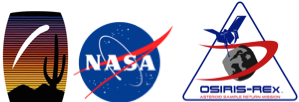 NASA
OSIRIS-REx
ASTEROID SAMPLE RETURN MISSION